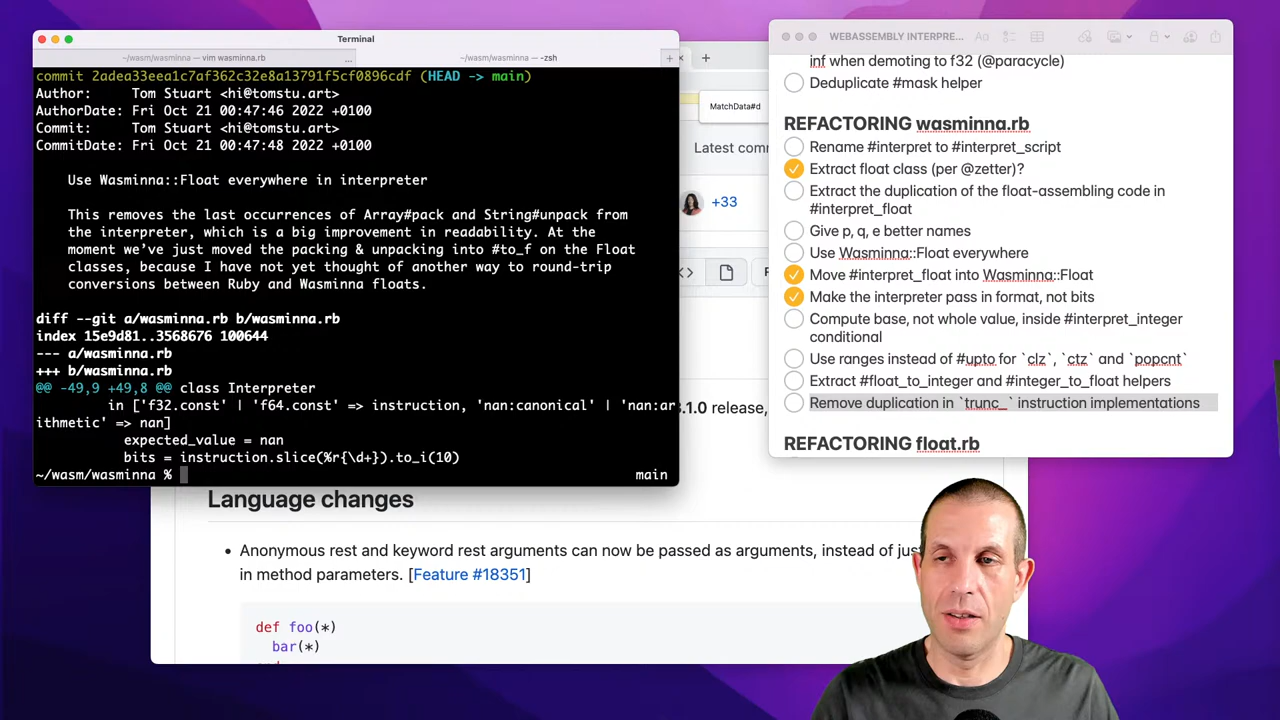 Terminal
~/wasm/wasminna — vim wasminna.rb
...
~/wasm/wasminna — -zsh
+
commit 2adea33eea1c7af362c32e8a13791f5cf0896cdf (HEAD -> main)
Author:     Tom Stuart <hi@tomstu.art>
AuthorDate: Fri Oct 21 00:47:46 2022 +0100
Commit:     Tom Stuart <hi@tomstu.art>
CommitDate: Fri Oct 21 00:47:48 2022 +0100
Use Wasminna::Float everywhere in interpreter
This removes the last occurrences of Array#pack and String#unpack from
the interpreter, which is a big improvement in readability. At the
moment we’ve just moved the packing & unpacking into #to_f on the Float
classes, because I have not yet thought of another way to round-trip
conversions between Ruby and Wasminna floats.
diff --git a/wasminna.rb b/wasminna.rb
index 15e9d81..3568676 100644
--- a/wasminna.rb
+++ b/wasminna.rb
@@ -49,9 +49,8 @@ class Interpreter
in ['f32.const' | 'f64.const' => instruction, 'nan:canonical' | 'nan:ar
ithmetic' => nan]
expected_value = nan
bits = instruction.slice(%r{\d+}).to_i(10)
~/wasm/wasminna %
main
MatchData#d
Latest comm
+33
3.1.0 release,
Language changes
• Anonymous rest and keyword rest arguments can now be passed as arguments, instead of jus
in method parameters. [Feature #18351]
def foo(*)
bar(*)
WEBASSEMBLY INTERPRE...
Aa
inf when demoting to f32 (@paracycle)
Deduplicate #mask helper
REFACTORING wasminna.rb
Rename #interpret to #interpret_script
Extract float class (per @zetter)?
Extract the duplication of the float-assembling code in
#interpret_float
Give p, q, e better names
Use Wasminna::Float everywhere
Move #interpret_float into Wasminna::Float
Make the interpreter pass in format, not bits
Compute base, not whole value, inside #interpret_integer
conditional
Use ranges instead of #upto for `clz`, `ctz` and `popcnt`
Extract #float_to_integer and #integer_to_float helpers
Remove duplication in `trunc_` instruction implementations
REFACTORING float.rb